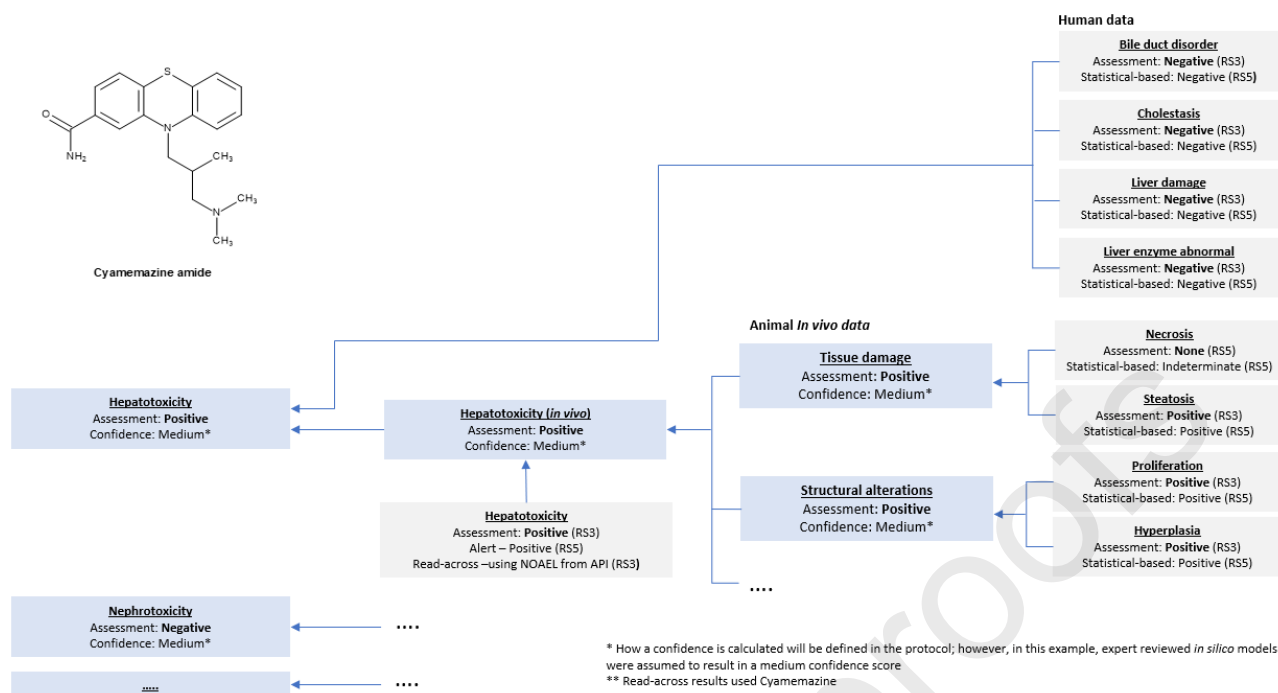 Human data
Bile duct disorder
Assessment: Negative (RS3)
Statistical-based: Negative (RS5)
Cholestasis
Assessment: Negative (RS3)
Statistical-based: Negative (RS5)
Liver damage
Assessment: Negative (RS3)
Statistical-based: Negative (RS5)
Liver enzyme abnormal
Assessment: Negative (RS3)
Statistical-based: Negative (RS5)
S
O
NH2
N
CH3
N
CH3
CH3
Cyamemazine amide
Animal In vivo data
Tissue damage
Assessment: Positive
Confidence: Medium*
Necrosis
Assessment: None (RS5)
Statistical-based: Indeterminate (RS5)
Steatosis
Assessment: Positive (RS3)
Statistical-based: Positive (RS5)
Hepatotoxicity
Assessment: Positive
Confidence: Medium*
Hepatotoxicity (in vivo)
Assessment: Positive
Confidence: Medium*
Structural alterations
Assessment: Positive
Confidence: Medium*
Proliferation
Assessment: Positive (RS3)
Statistical-based: Positive (RS5)
Hyperplasia
Assessment: Positive (RS3)
Statistical-based: Positive (RS5)
Hepatotoxicity
Assessment: Positive (RS3)
Alert – Positive (RS5)
Read-across –using NOAEL from API (RS3)
....
Nephrotoxicity
Assessment: Negative
Confidence: Medium*
....
.....
....
* How a confidence is calculated will be defined in the protocol; however, in this example, expert reviewed in silico models
were assumed to result in a medium confidence score
** Read-across results used Cyamemazine
proofs